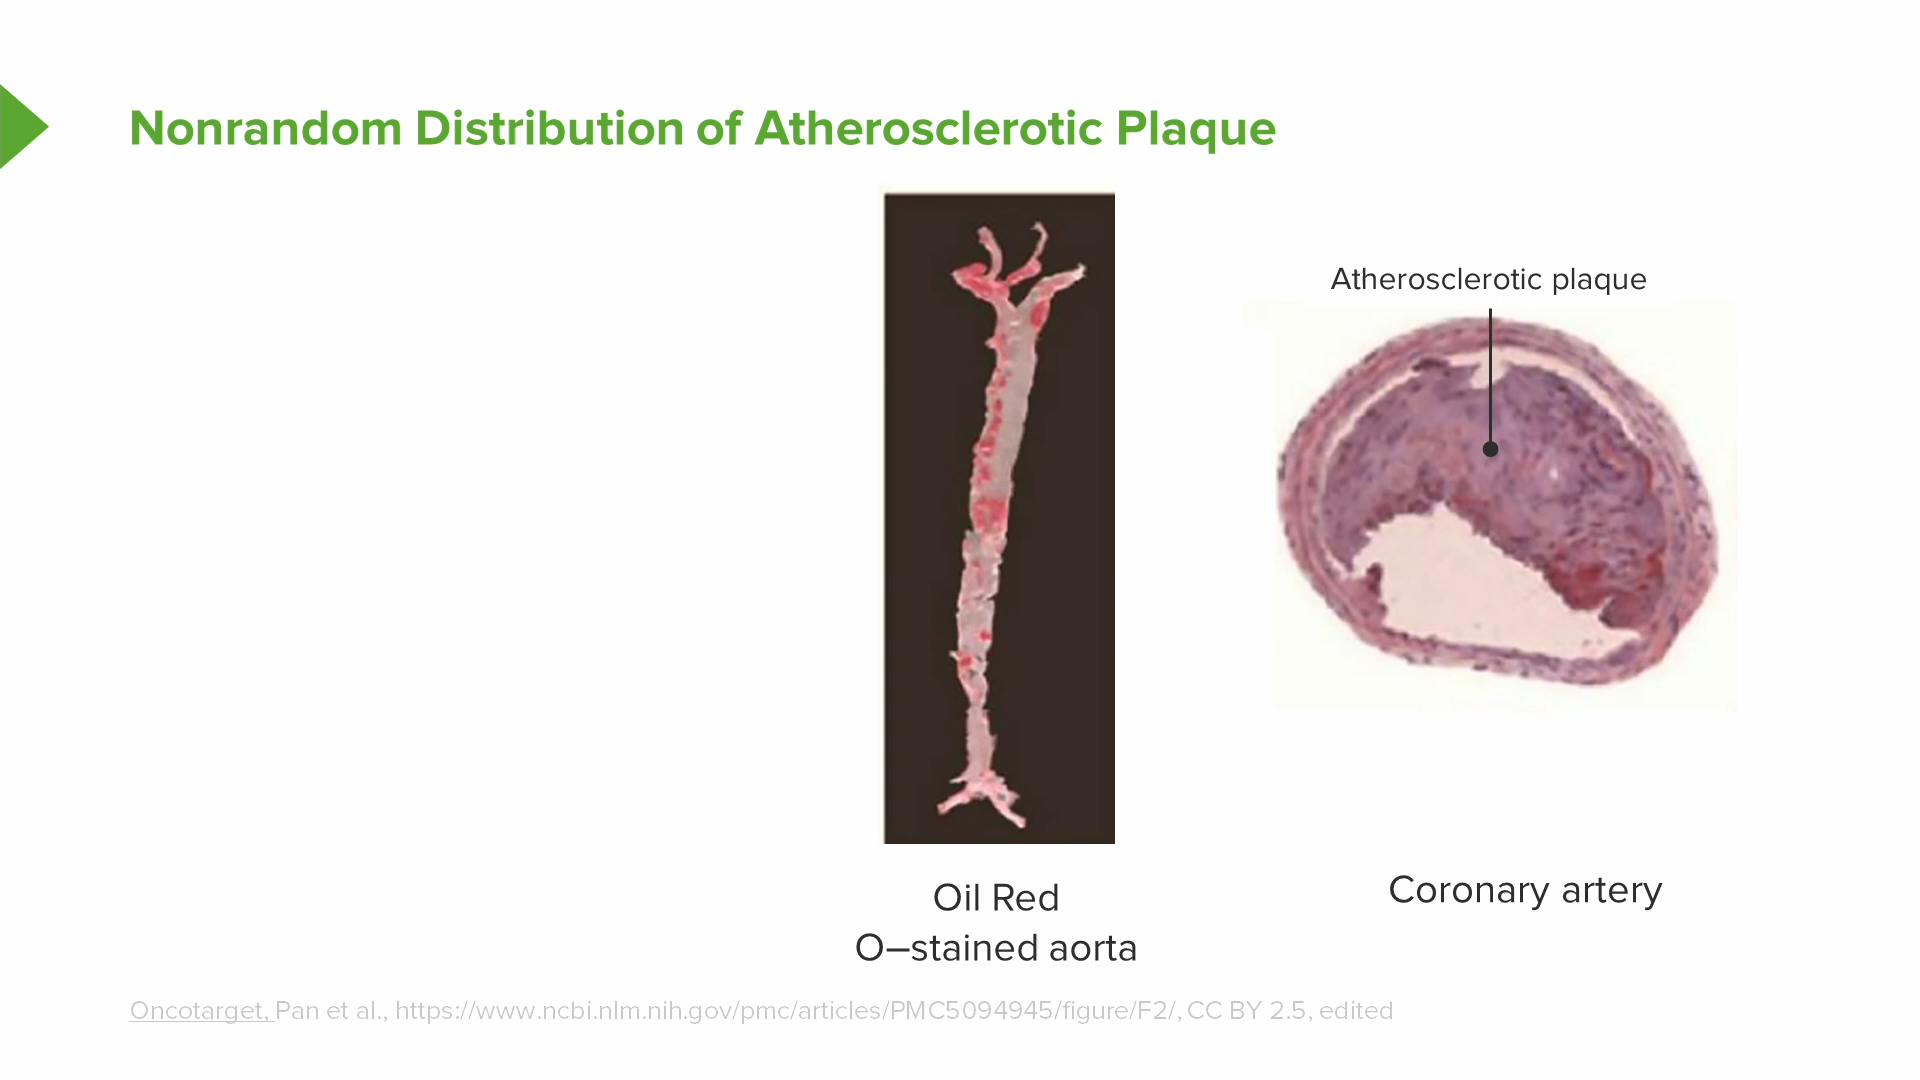 Nonrandom Distribution of Atherosclerotic Plaque
Atherosclerotic plaque
Oil Red
O–stained aorta
Coronary artery
Oncotarget, Pan et al., https://www.ncbi.nlm.nih.gov/pmc/articles/PMC5094945/figure/F2/, CC BY 2.5, edited